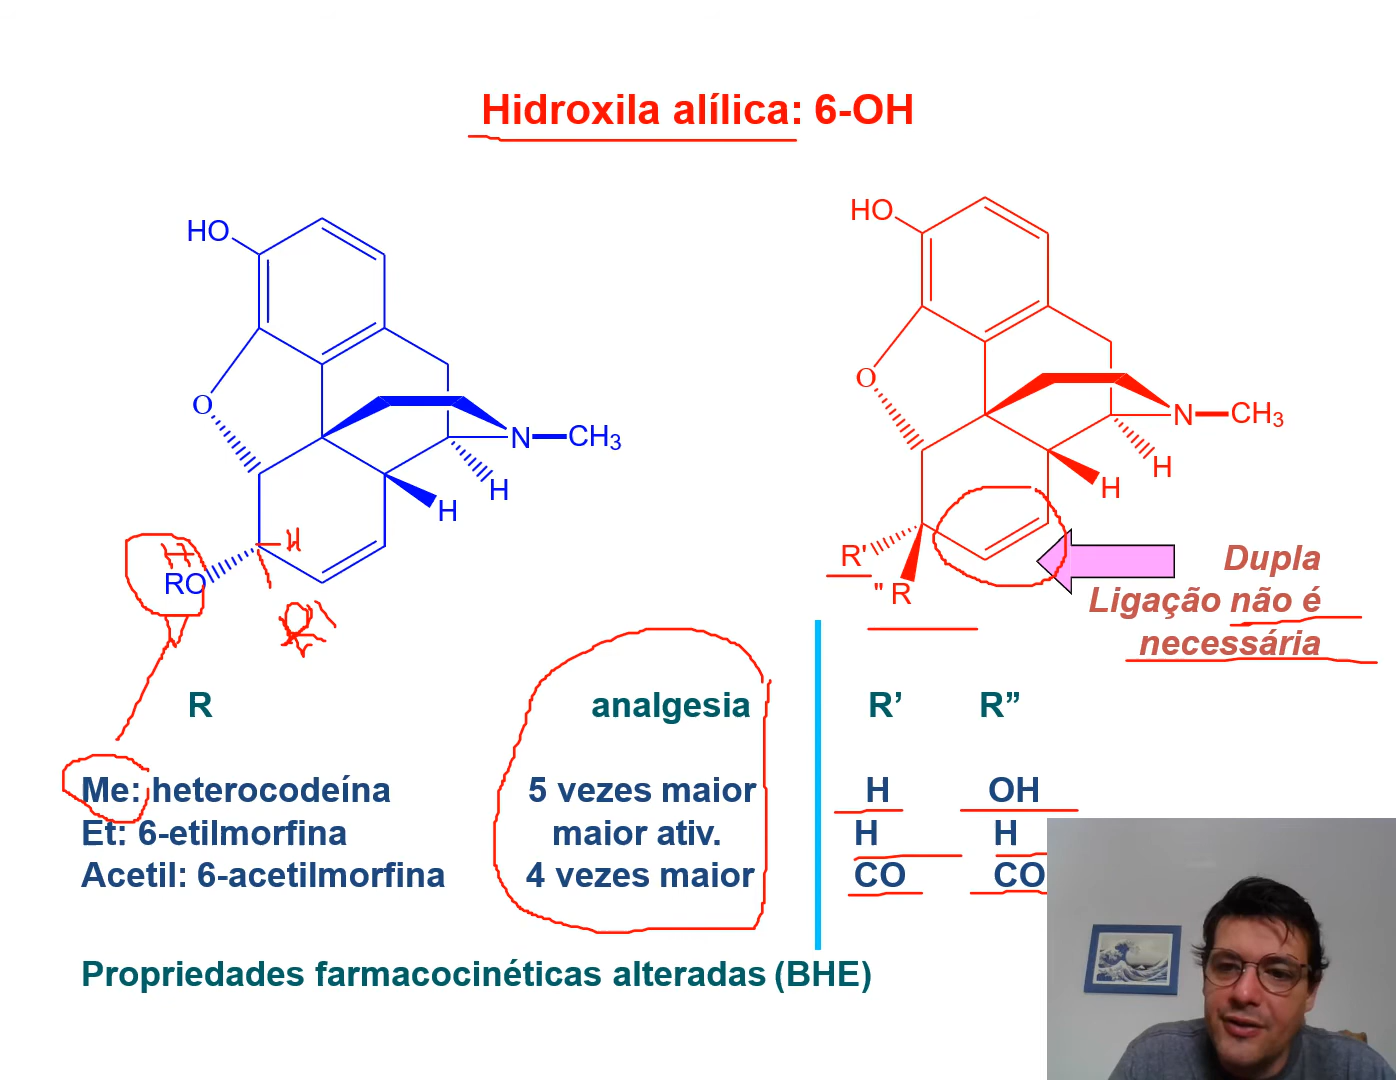 Hidroxila alílica: 6-OH
HO
O
N
CH3
H
H
H
H
RO
HO
O
N
CH3
H
H
R'
" R
Dupla
Ligação não é
necessária
R
analgesia
R’
R”
Me: heterocodeína
5 vezes maior
H
OH
Et: 6-etilmorfina
maior ativ.
H
H
Acetil: 6-acetilmorfina
4 vezes maior
CO
CO
Propriedades farmacocinéticas alteradas (BHE)